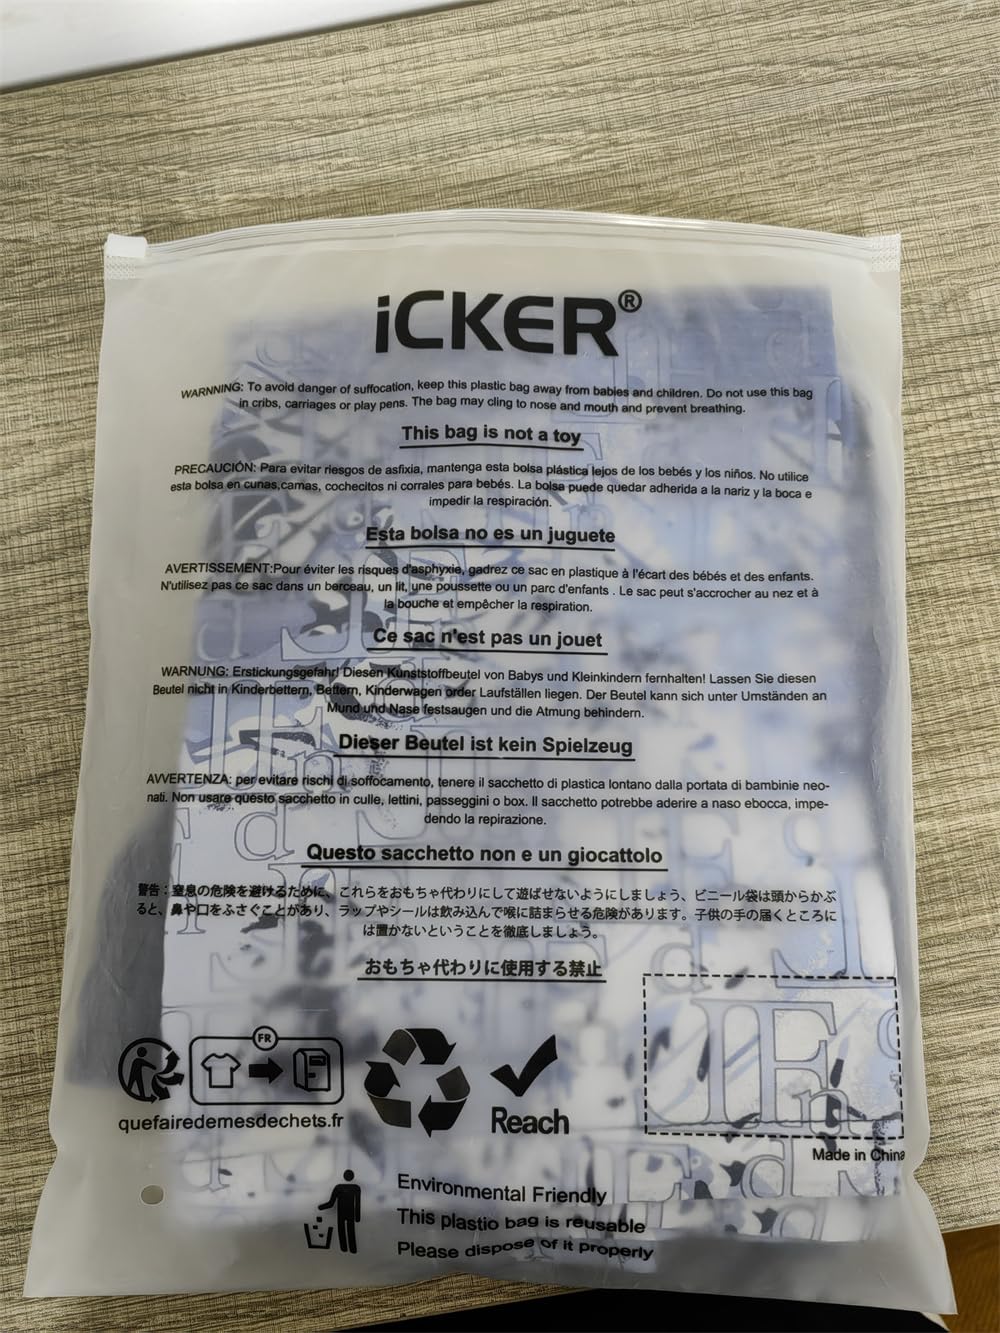 iCKER®
WARNNING: To avoid danger of suffocation, keep this plastic bag away from babies and children. Do not use this bag
in cribs, carriages or play pens. The bag may cling to nose and mouth and prevent breathing.
This bag is not a toy
PRECAUCIÓN: Para evitar riesgos de asfixia, mantenga esta bolsa plástica lejos de los bebés y los niños. No utilice
esta bolsa en cunas,camas, cochecitos ni corrales para bebés. La bolsa puede quedar adherida a la nariz y la boca e
impedir la respiración.
Esta bolsa no es un juguete
AVERTISSEMENT:Pour éviter les risques d'asphyxie, gadrez ce sac en plastique à l'écart des bébés et des enfants.
N'utilisez pas ce sac dans un berceau, un lit, une poussette ou un parc d'enfants . Le sac peut s'accrocher au nez et à
la bouche et empêcher la respiration.
Ce sac n'est pas un jouet
WARNUNG: Erstickungsgefahr! Diesen Kunststoffbeutel von Babys und Kleinkindern fernhalten! Lassen Sie diesen
Beutel nicht in Kinderbettern, Bettern, Kinderwagen order Laufställen liegen. Der Beutel kann sich unter Umständen an
Mund und Nase festsaugen und die Atmung behindern.
Dieser Beutel ist kein Spielzeug
AVVERTENZA: per evitare rischi di soffocamento, tenere il sacchetto di plastica lontano dalla portata di bambinie neo-
nati. Non usare questo sacchetto in culle, lettini, passeggini o box. Il sacchetto potrebbe aderire a naso ebocca, impe-
dendo la repirazione.
Questo sacchetto non e un giocattolo
警告：窒息の危険を避けるために、これらをおもちゃ代わりにして遊ばせないようにしましょう、ビニール袋は頭からかぶ
ると、鼻や口をふさぐことがあり、ラップやシールは飲み込んで喉に詰まらせる危険があります。子供の手の届くところに
は置かないということを徹底しましょう。
おもちゃ代わりに使用する禁止
FR
quefairedemesdechets.fr
Reach
Made in China
Environmental Friendly
This plastio bag is reusable
Please dispose of it properly
E
n
d